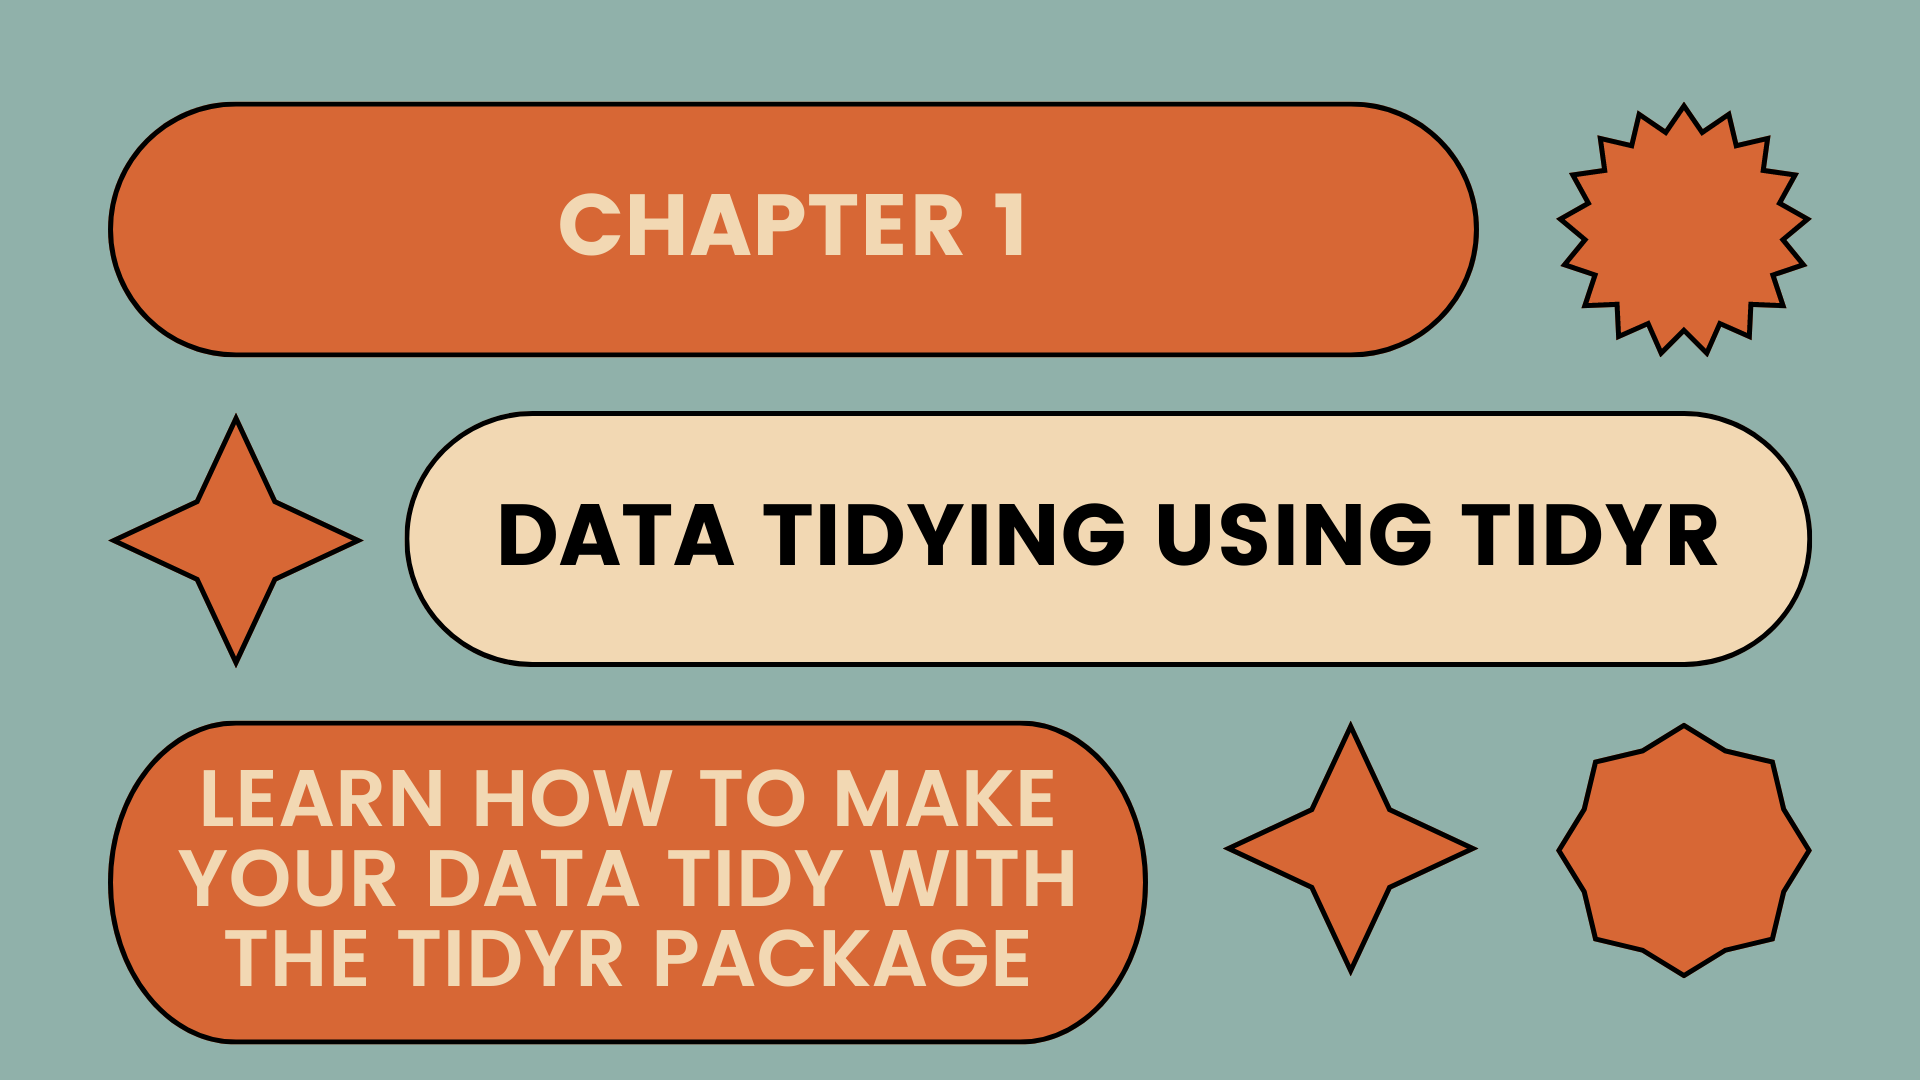 CHAPTER 1
DATA TIDYING USING TIDYR
LEARN HOW TO MAKE
YOUR DATA TIDY WITH
THE TIDYR PACKAGE